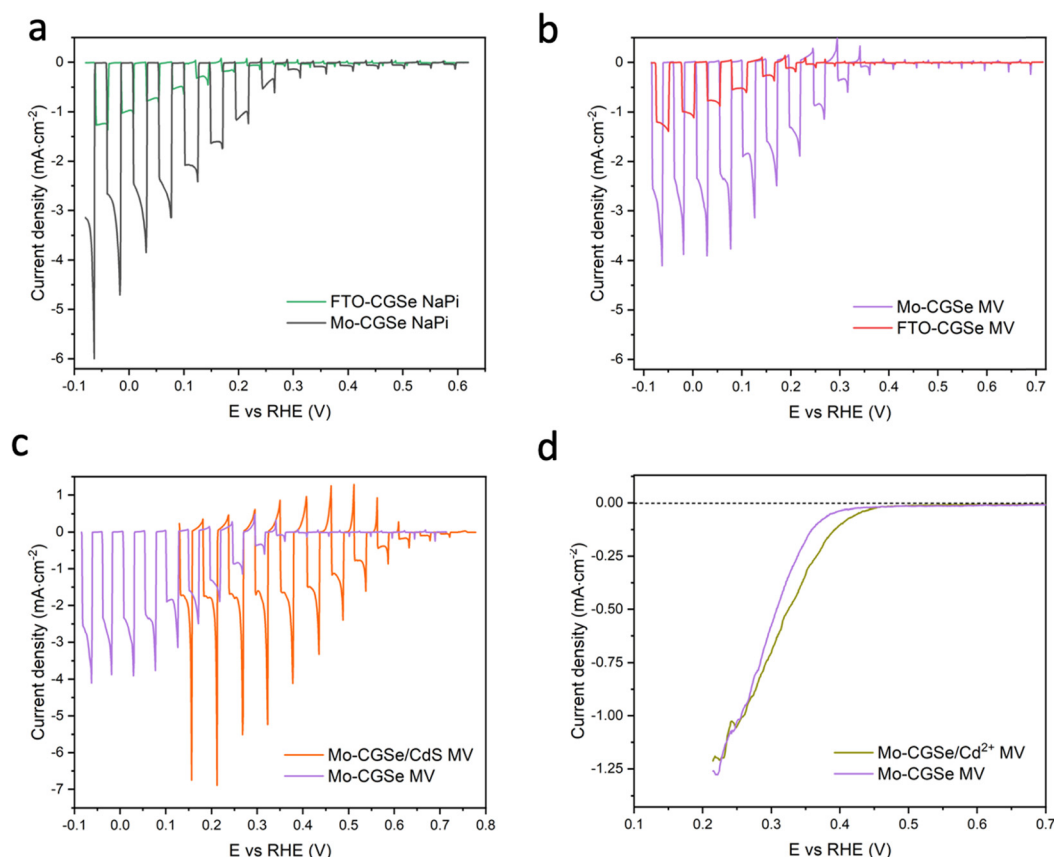 a
0
-1
-2
-3
-4
-5
-6
Current density (mA·cm⁻²)
FTO-CGSe NaPi
Mo-CGSe NaPi
-0.1 0.0 0.1 0.2 0.3 0.4 0.5 0.6
E vs RHE (V)
b
0
-1
-2
-3
-4
-5
-6
Current density (mA·cm⁻²)
Mo-CGSe MV
FTO-CGSe MV
-0.1 0.0 0.1 0.2 0.3 0.4 0.5 0.6 0.7
E vs RHE (V)
c
1
0
-1
-2
-3
-4
-5
-6
-7
Current density (mA·cm⁻²)
Mo-CGSe/CdS MV
Mo-CGSe MV
-0.1 0.0 0.1 0.2 0.3 0.4 0.5 0.6 0.7 0.8
E vs RHE (V)
d
0.00
-0.25
-0.50
-0.75
-1.00
-1.25
Current density (mA·cm⁻²)
Mo-CGSe/Cd²⁺ MV
Mo-CGSe MV
0.1 0.2 0.3 0.4 0.5 0.6 0.7
E vs RHE (V)